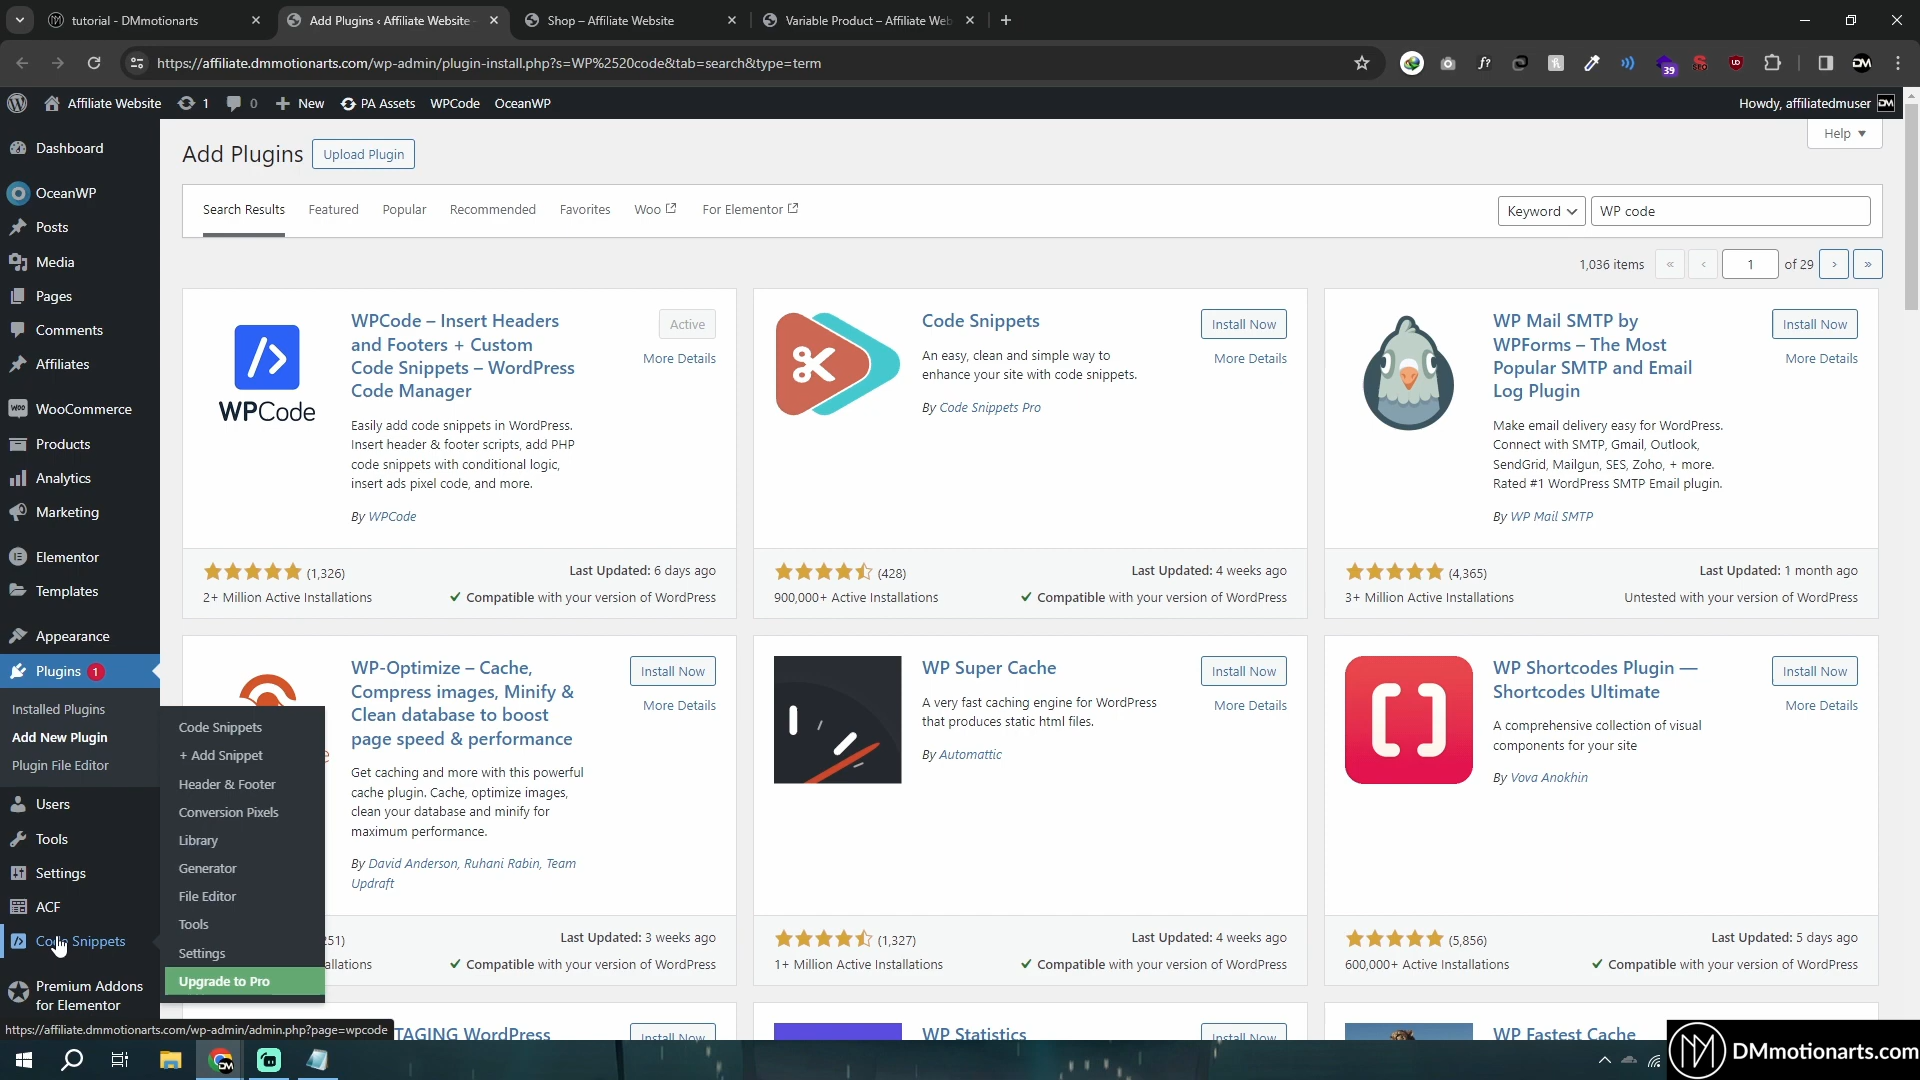 tutorial - DMmotionarts
Add Plugins ‹ Affiliate Website -
Shop – Affiliate Website
Variable Product – Affiliate Web
https://affiliate.dmmotionarts.com/wp-admin/plugin-install.php?s=WP%2520code&tab=search&type=term
f?
39
DM
Affiliate Website
1
0
New
PA Assets
WPCode
OceanWP
Howdy, affiliatedmuser
DM
Help
Dashboard
OceanWP
Posts
Media
Pages
Comments
Affiliates
WooCommerce
Products
Analytics
Marketing
Elementor
Templates
Appearance
Plugins 1
Installed Plugins
Add New Plugin
Plugin File Editor
Users
Tools
Settings
ACF
Code Snippets
Premium Addons
for Elementor
Code Snippets
+ Add Snippet
Header & Footer
Conversion Pixels
Library
Generator
File Editor
Tools
Settings
Upgrade to Pro
Add Plugins
Upload Plugin
Search Results
Featured
Popular
Recommended
Favorites
Woo
For Elementor
Keyword
WP code
1,036 items
«
‹
1
of 29
›
»
WPCode
WPCode – Insert Headers
and Footers + Custom
Code Snippets – WordPress
Code Manager
Active
More Details
Easily add code snippets in WordPress.
Insert header & footer scripts, add PHP
code snippets with conditional logic,
insert ads pixel code, and more.
By WPCode
(1,326)
2+ Million Active Installations
Last Updated: 6 days ago
Compatible with your version of WordPress
Code Snippets
Install Now
More Details
An easy, clean and simple way to
enhance your site with code snippets.
By Code Snippets Pro
(428)
900,000+ Active Installations
Last Updated: 4 weeks ago
Compatible with your version of WordPress
WP Mail SMTP by
WPForms – The Most
Popular SMTP and Email
Log Plugin
Install Now
More Details
Make email delivery easy for WordPress.
Connect with SMTP, Gmail, Outlook,
SendGrid, Mailgun, SES, Zoho, + more.
Rated #1 WordPress SMTP Email plugin.
By WP Mail SMTP
(4,365)
3+ Million Active Installations
Last Updated: 1 month ago
Untested with your version of WordPress
WP-Optimize – Cache,
Compress images, Minify &
Clean database to boost
page speed & performance
Install Now
More Details
Get caching and more with this powerful
cache plugin. Cache, optimize images,
clean your database and minify for
maximum performance.
By David Anderson, Ruhani Rabin, Team
Updraft
251)
allations
Last Updated: 3 weeks ago
Compatible with your version of WordPress
WP Super Cache
Install Now
More Details
A very fast caching engine for WordPress
that produces static html files.
By Automattic
(1,327)
1+ Million Active Installations
Last Updated: 4 weeks ago
Compatible with your version of WordPress
WP Shortcodes Plugin —
Shortcodes Ultimate
Install Now
More Details
A comprehensive collection of visual
components for your site
By Vova Anokhin
(5,856)
600,000+ Active Installations
Last Updated: 5 days ago
Compatible with your version of WordPress
TAGING WordPress
Install Now
WP Statistics
Install Now
WP Fastest Cache
https://affiliate.dmmotionarts.com/wp-admin/admin.php?page=wpcode
DMmotionarts.com